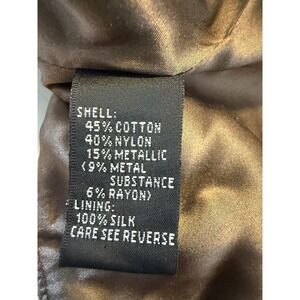 SHELL:
45% COTTON
40% NYLON
15% METALLIC
(9% METAL
SUBSTANCE
6% RAYON)
LINING:
100% SILK
CARE SEE REVERSE